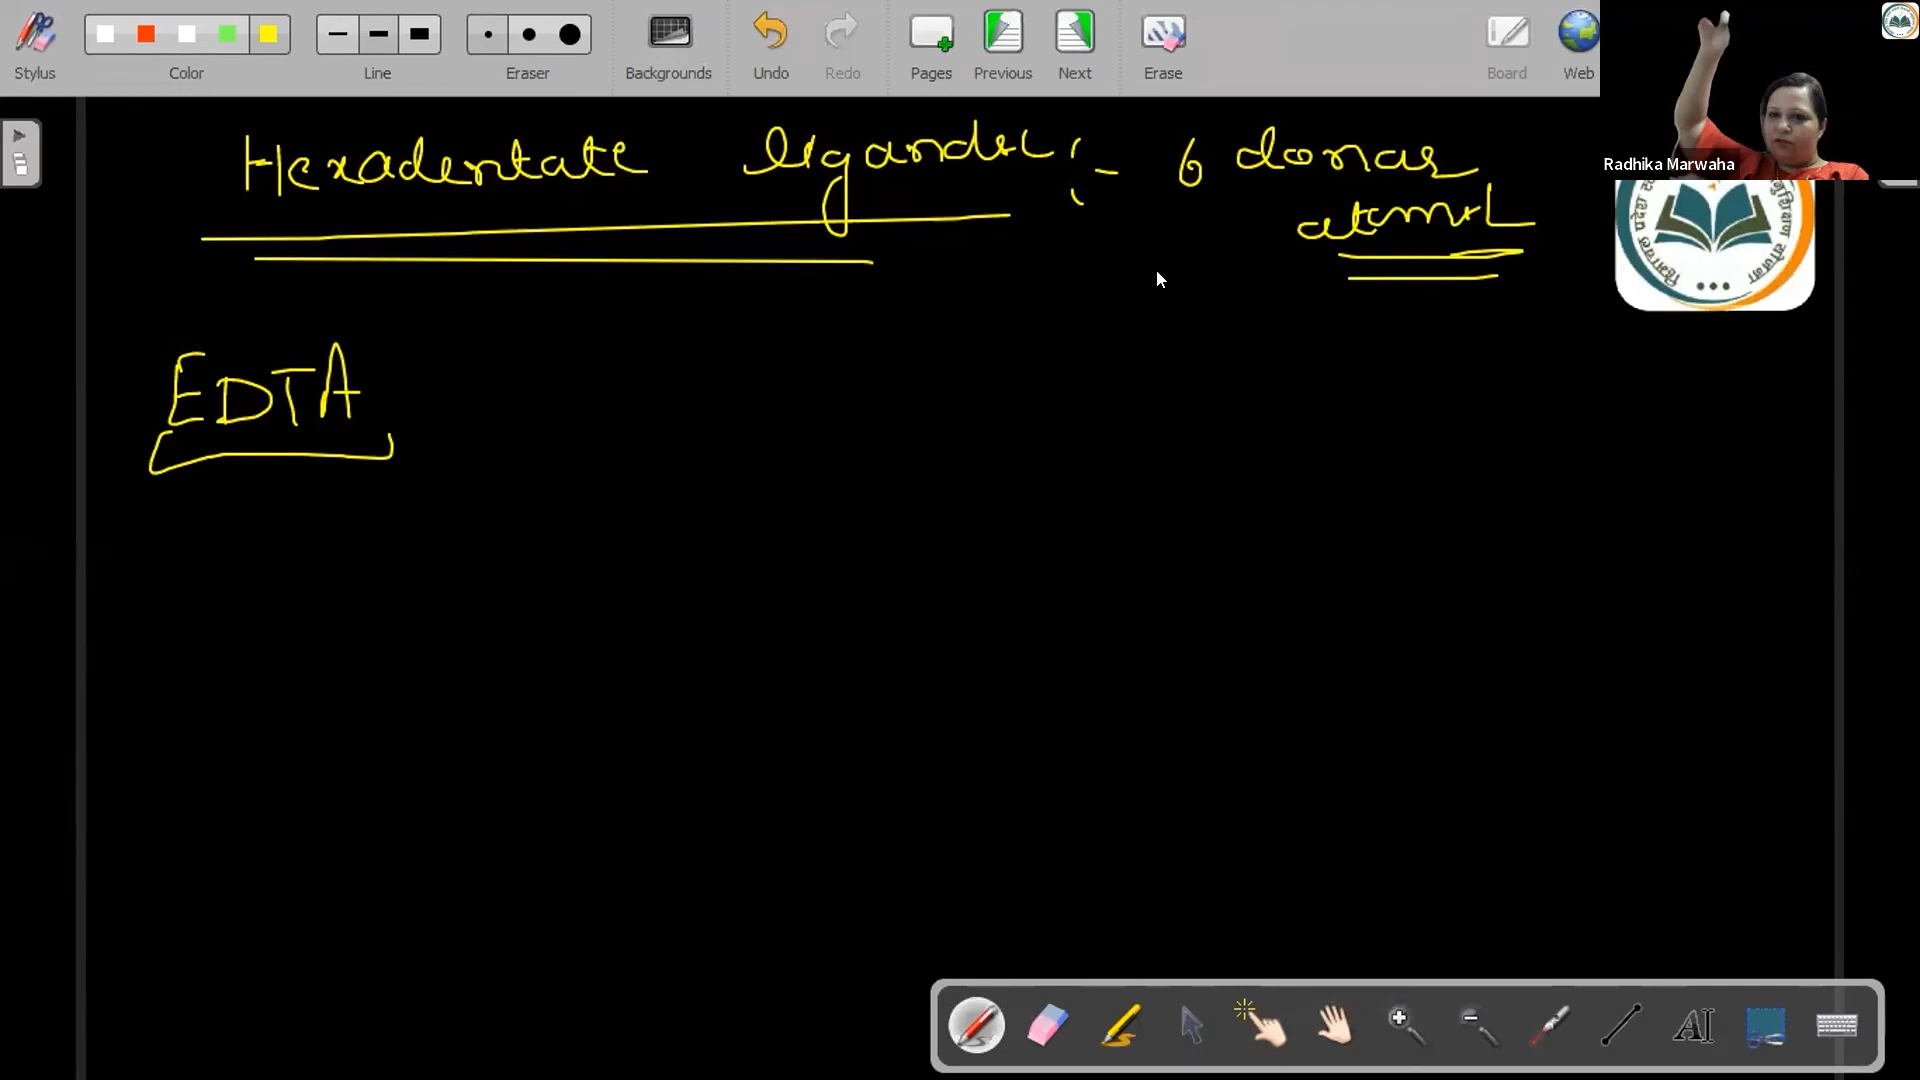 Stylus Color Line Eraser Backgrounds Undo Redo Pages Previous Next Erase Board Web
Radhika Marwaha
Hexadentate ligands :- 6 donar
atoms
EDTA
AI